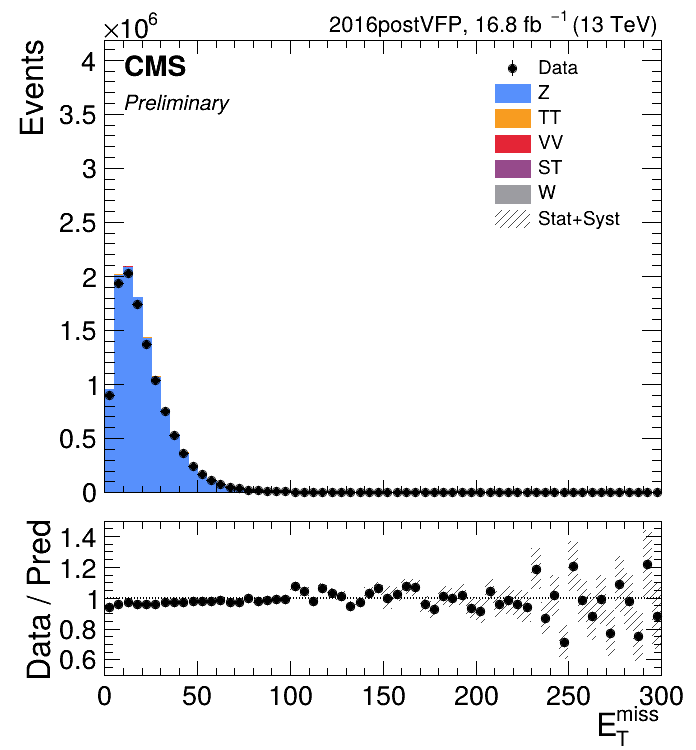 ×10^6
2016postVFP, 16.8 fb^-1 (13 TeV)
CMS
Preliminary
Events
4
3.5
3
2.5
2
1.5
1
0.5
0
Data
Z
TT
VV
ST
W
Stat+Syst
Data / Pred
1.4
1.2
1
0.8
0.6
0 50 100 150 200 250 300
E_T^miss